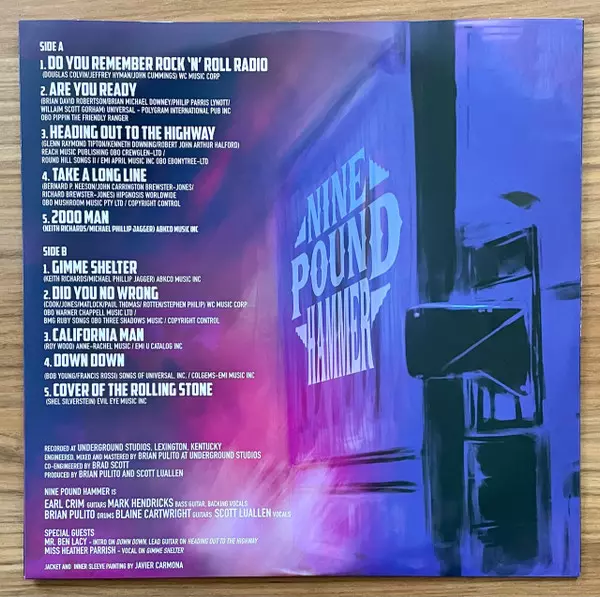 SIDE A
1. DO YOU REMEMBER ROCK 'N' ROLL RADIO
(DOUGLAS COLVIN/JEFFREY HYMAN/JOHN CUMMINGS) WC MUSIC CORP
2. ARE YOU READY
(BRIAN DAVID ROBERTSON/BRIAN MICHAEL DOWNEY/PHILIP PARRIS LYNOTT/
WILLAIM SCOTT GORHAM) UNIVERSAL - POLYGRAM INTERNATIONAL PUB INC
OBO PIPPIN THE FRIENDLY RANGER
3. HEADING OUT TO THE HIGHWAY
(GLENN RAYMOND TIPTON/KENNETH DOWNING/ROBERT JOHN ARTHUR HALFORD)
REACH MUSIC PUBLISHING OBO CREWGLEN-LTD /
ROUND HILL SONGS II / EMI APRIL MUSIC INC OBO EBONYTREE-LTD
4. TAKE A LONG LINE
(BERNARD P. NEESON/JOHN CARRINGTON BREWSTER-JONES/
RICHARD BREWSTER-JONES) HIPGNOSIS WORLDWIDE
OBO MUSHROOM MUSIC PTY LTD / COPYRIGHT CONTROL
5. 2000 MAN
(KEITH RICHARDS/MICHAEL PHILLIP JAGGER) ABKCO MUSIC INC
SIDE B
1. GIMME SHELTER
(KEITH RICHARDS/MICHAEL PHILLIP JAGGER) ABKCO MUSIC INC
2. DID YOU NO WRONG
(COOK/JONES/MATLOCK/PAUL THOMAS/ ROTTEN/STEPHEN PHILIP) WC MUSIC CORP
OBO WARNER CHAPPELL MUSIC LTD /
BMG RUBY SONGS OBO THREE SHADOWS MUSIC / COPYRIGHT CONTROL
3. CALIFORNIA MAN
(ROY WOOD) ANNE-RACHEL MUSIC / EMI U CATALOG INC
4. DOWN DOWN
(BOB YOUNG/FRANCIS ROSSI) SONGS OF UNIVERSAL, INC. / COLGEMS-EMI MUSIC INC
5. COVER OF THE ROLLING STONE
(SHEL SILVERSTEIN) EVIL EYE MUSIC INC
RECORDED AT UNDERGROUND STUDIOS, LEXINGTON, KENTUCKY
ENGINEERED, MIXED AND MASTERED BY BRIAN PULITO AT UNDERGROUND STUDIOS
CO-ENGINEERED BY BRAD SCOTT
PRODUCED BY BRIAN PULITO AND SCOTT LUALLEN
NINE POUND HAMMER IS
EARL CRIM GUITARS MARK HENDRICKS BASS GUITAR, BACKING VOCALS
BRIAN PULITO DRUMS BLAINE CARTWRIGHT GUITARS SCOTT LUALLEN VOCALS
SPECIAL GUESTS
MR. BEN LACY - INTRO ON DOWN DOWN, LEAD GUITAR ON HEADING OUT TO THE HIGHWAY
MISS HEATHER PARRISH - VOCAL ON GIMME SHELTER
JACKET AND INNER SLEEVE PAINTING BY JAVIER CARMONA
NINE
POUND
HAMMER